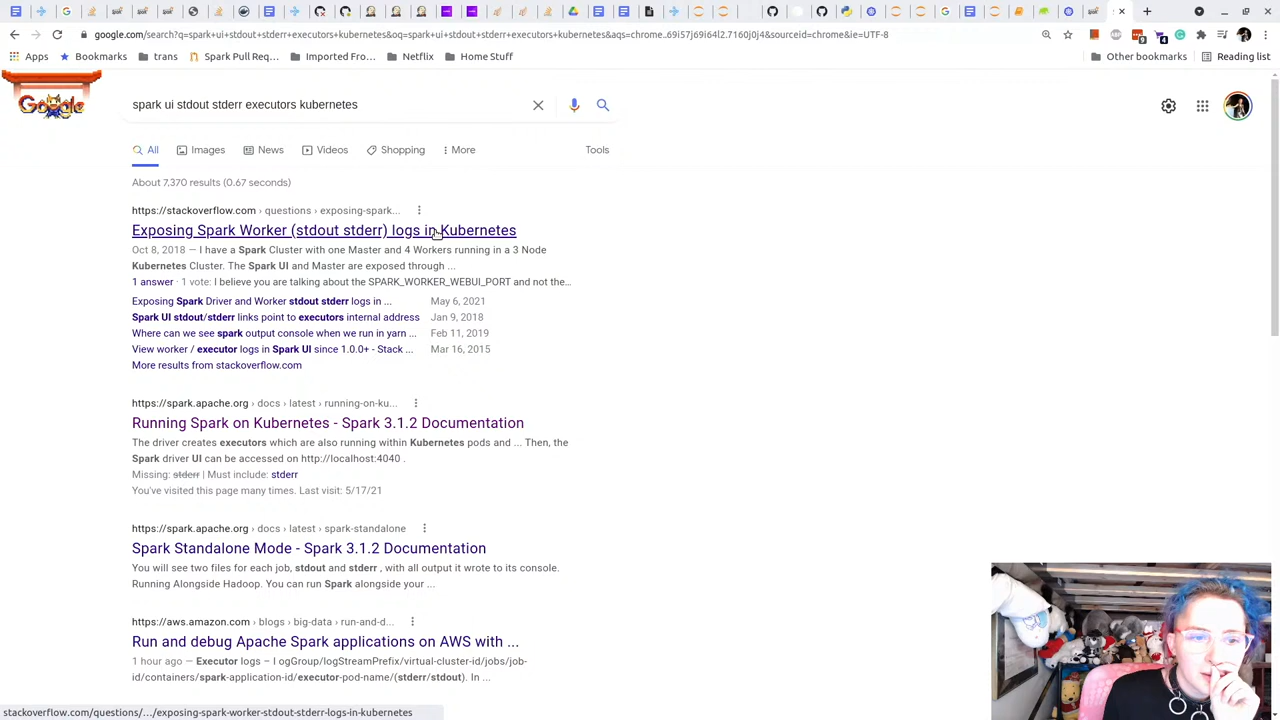 google.com/search?q=spark+ui+stdout+stderr+executors+kubernetes&oq=spark+ui+stdout+stderr+executors+kubernetes&aqs=chrome..69i57j69i64l2.7160j0j4&sourceid=chrome&ie=UTF-8
Apps Bookmarks trans Spark Pull Req... Imported Fro... Netflix Home Suff Other bookmarks Reading list
Google
spark ui stdout stderr executors kubernetes
All Images News Videos Shopping More Tools
About 7,370 results (0.67 seconds)
https://stackoverflow.com › questions › exposing-spark...
Exposing Spark Worker (stdout stderr) logs in Kubernetes
Oct 8, 2018 — I have a Spark Cluster with one Master and 4 Workers running in a 3 Node
Kubernetes Cluster. The Spark UI and Master are exposed through ...
1 answer · 1 vote: I believe you are talking about the SPARK_WORKER_WEBUI_PORT and not the...
Exposing Spark Driver and Worker stdout stderr logs in ... May 6, 2021
Spark UI stdout/stderr links point to executors internal address Jan 9, 2018
Where can we see spark output console when we run in yarn ... Feb 11, 2019
View worker / executor logs in Spark UI since 1.0.0+ - Stack ... Mar 16, 2015
More results from stackoverflow.com
https://spark.apache.org › docs › latest › running-on-ku...
Running Spark on Kubernetes - Spark 3.1.2 Documentation
The driver creates executors which are also running within Kubernetes pods and ... Then, the
Spark driver UI can be accessed on http://localhost:4040 .
Missing: stderr | Must include: stderr
You've visited this page many times. Last visit: 5/17/21
https://spark.apache.org › docs › latest › spark-standalone
Spark Standalone Mode - Spark 3.1.2 Documentation
You will see two files for each job, stdout and stderr , with all output it wrote to its console.
Running Alongside Hadoop. You can run Spark alongside your ...
https://aws.amazon.com › blogs › big-data › run-and-d...
Run and debug Apache Spark applications on AWS with ...
1 hour ago — Executor logs – l ogGroup/logStreamPrefix/virtual-cluster-id/jobs/job-
id/containers/spark-application-id/executor-pod-name/(stderr/stdout). In ...
stackoverflow.com/questions/.../exposing-spark-worker-stdout-stderr-logs-in-kubernetes